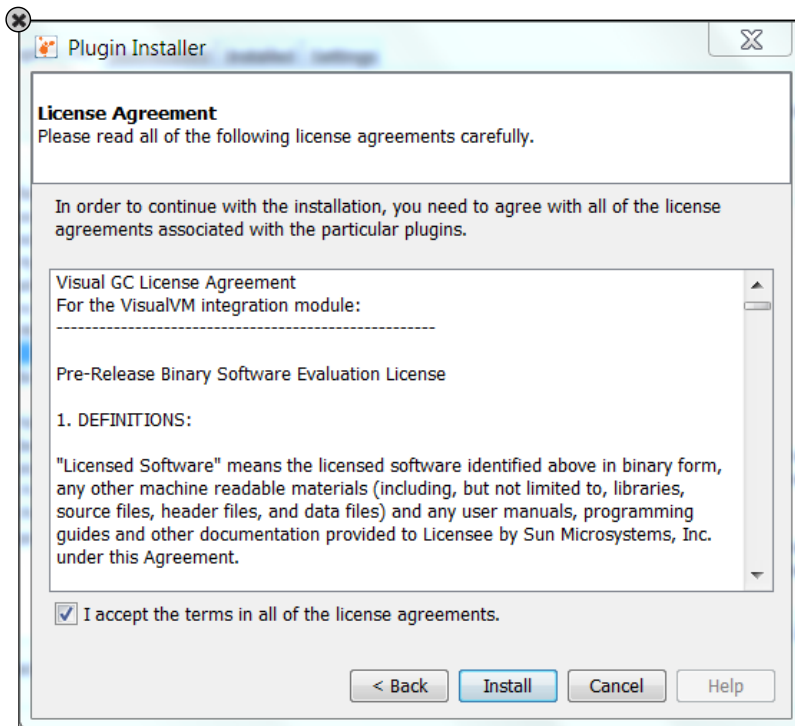 Plugin Installer
License Agreement
Please read all of the following license agreements carefully.
In order to continue with the installation, you need to agree with all of the license
agreements associated with the particular plugins.
Visual GC License Agreement
For the VisualVM integration module:
-----------------------------------------------------
Pre-Release Binary Software Evaluation License
1. DEFINITIONS:
"Licensed Software" means the licensed software identified above in binary form,
any other machine readable materials (including, but not limited to, libraries,
source files, header files, and data files) and any user manuals, programming
guides and other documentation provided to Licensee by Sun Microsystems, Inc.
under this Agreement.
I accept the terms in all of the license agreements.
< Back Install Cancel Help